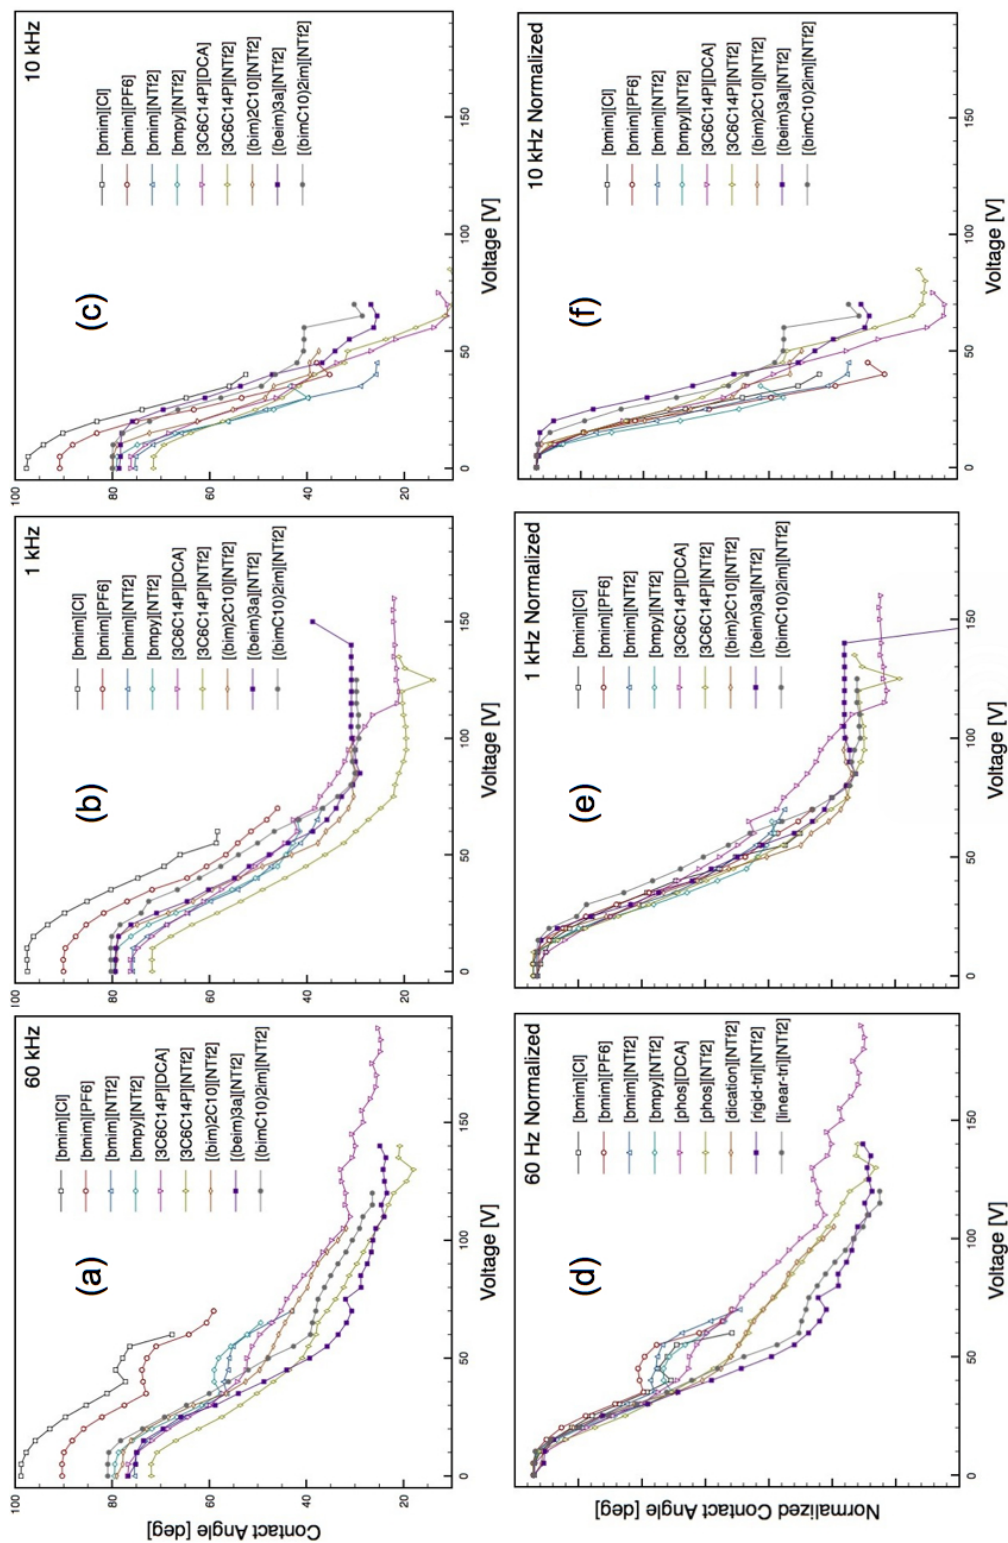 60 kHz
(a)
[bmim][Cl]
[bmim][PF6]
[bmim][NTf2]
[bmpy][NTf2]
[3C6C14P][DCA]
[3C6C14P][NTf2]
[(bim)2C10][NTf2]
[(beim)3a][NTf2]
[(bimC10)2im][NTf2]
Contact Angle [deg]
100
80
60
40
20
0 50 100 150
Voltage [V]
1 kHz
(b)
[bmim][Cl]
[bmim][PF6]
[bmim][NTf2]
[bmpy][NTf2]
[3C6C14P][DCA]
[3C6C14P][NTf2]
[(bim)2C10][NTf2]
[(beim)3a][NTf2]
[(bimC10)2im][NTf2]
100
80
60
40
20
0 50 100 150
Voltage [V]
10 kHz
(c)
[bmim][Cl]
[bmim][PF6]
[bmim][NTf2]
[bmpy][NTf2]
[3C6C14P][DCA]
[3C6C14P][NTf2]
[(bim)2C10][NTf2]
[(beim)3a][NTf2]
[(bimC10)2im][NTf2]
100
80
60
40
20
0 50 100 150
Voltage [V]
60 Hz Normalized
(d)
[bmim][Cl]
[bmim][PF6]
[bmim][NTf2]
[bmpy][NTf2]
[phos][DCA]
[phos][NTf2]
[dication][NTf2]
[rigid-tri][NTf2]
[linear-tri][NTf2]
Normalized Contact Angle [deg]
0 50 100 150
Voltage [V]
1 kHz Normalized
(e)
[bmim][Cl]
[bmim][PF6]
[bmim][NTf2]
[bmpy][NTf2]
[3C6C14P][DCA]
[3C6C14P][NTf2]
[(bim)2C10][NTf2]
[(beim)3a][NTf2]
[(bimC10)2im][NTf2]
0 50 100 150
Voltage [V]
10 kHz Normalized
(f)
[bmim][Cl]
[bmim][PF6]
[bmim][NTf2]
[bmpy][NTf2]
[3C6C14P][DCA]
[3C6C14P][NTf2]
[(bim)2C10][NTf2]
[(beim)3a][NTf2]
[(bimC10)2im][NTf2]
0 50 100 150
Voltage [V]